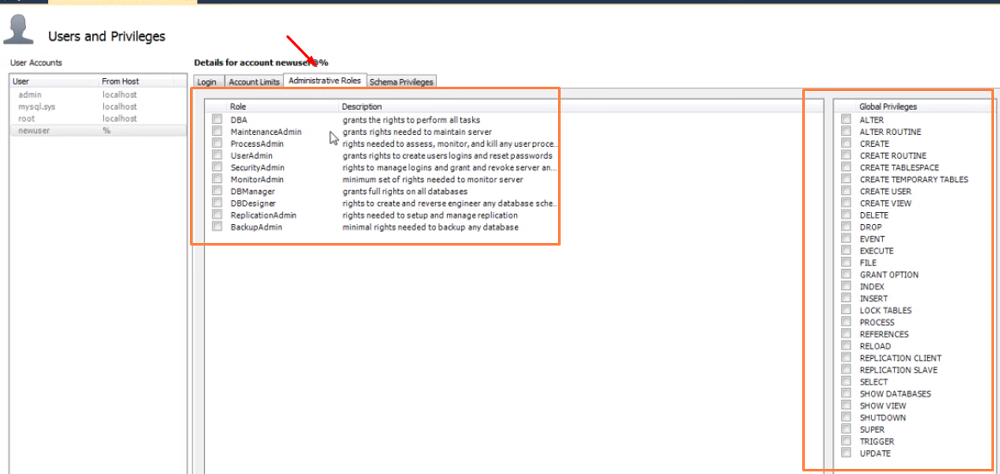 Users and Privileges
User Accounts
User From Host
admin localhost
mysql.sys localhost
root localhost
newuser %
Details for account newuser@%
Login Account Limits Administrative Roles Schema Privileges
Role Description
DBA grants the rights to perform all tasks
MaintenanceAdmin grants rights needed to maintain server
ProcessAdmin rights needed to assess, monitor, and kill any user proce...
UserAdmin grants rights to create users logins and reset passwords
SecurityAdmin rights to manage logins and grant and revoke server an...
MonitorAdmin minimum set of rights needed to monitor server
DBManager grants full rights on all databases
DBDesigner rights to create and reverse engineer any database sche...
ReplicationAdmin rights needed to setup and manage replication
BackupAdmin minimal rights needed to backup any database
Global Privileges
ALTER
ALTER ROUTINE
CREATE
CREATE ROUTINE
CREATE TABLESPACE
CREATE TEMPORARY TABLES
CREATE USER
CREATE VIEW
DELETE
DROP
EVENT
EXECUTE
FILE
GRANT OPTION
INDEX
INSERT
LOCK TABLES
PROCESS
REFERENCES
RELOAD
REPLICATION CLIENT
REPLICATION SLAVE
SELECT
SHOW DATABASES
SHOW VIEW
SHUTDOWN
SUPER
TRIGGER
UPDATE